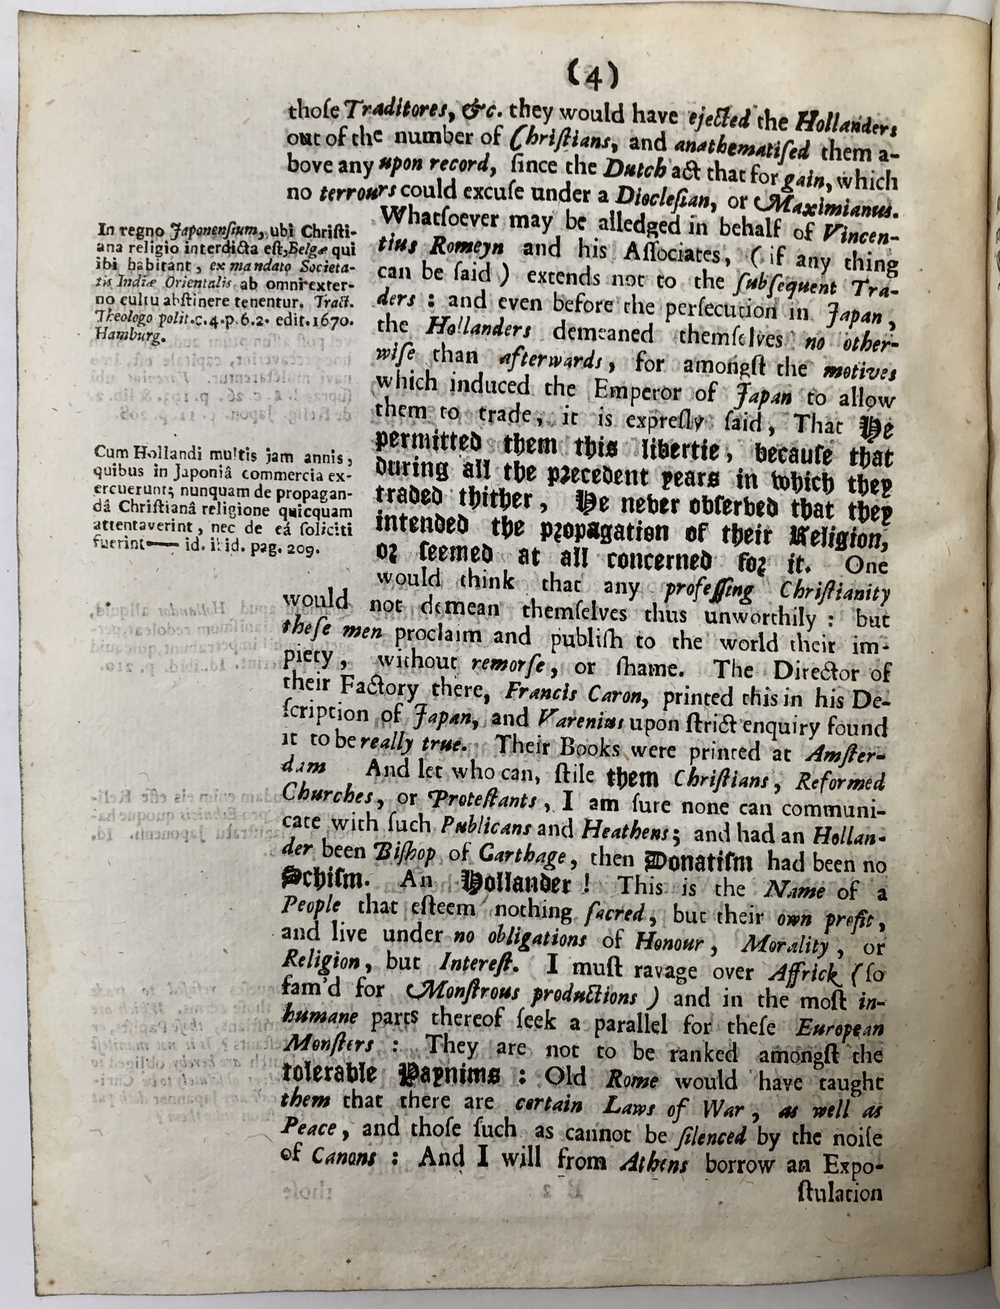 (4)
thoſe Traditores, &c. they would have ejected the Hollanders
out of the number of Chriſtians, and anathematiſed them a-
bove any upon record, ſince the Dutch act that for gain, which
no terrours could excuſe under a Diocleſian, or Maximianus.
Whatſoever may be alledged in behalf of Vincen-
tius Romeyn and his Aſſociates, (if any thing
can be ſaid) extends not to the ſubſequent Tra-
ders : and even before the perſecution in Japan,
the Hollanders demeaned themſelves no other-
wiſe than afterwards, for amongſt the motives
which induced the Emperor of Japan to allow
them to trade, it is expreſly ſaid, That He
permitted them this libertie, becauſe that
during all the precedent years in which they
traded thither, He never obſerved that they
intended the propagation of their Religion,
or ſeemed at all concerned for it. One
would think that any profeſſing Chriſtianity
would not demean themſelves thus unworthily : but
theſe men proclaim and publiſh to the world their im-
piety, without remorſe, or ſhame. The Director of
their Factory there, Francis Caron, printed this in his De-
ſcription of Japan, and Varenius upon ſtrict enquiry found
it to be really true. Their Books were printed at Amſter-
dam And let who can, ſtile them Chriſtians, Reformed
Churches, or Proteſtants, I am ſure none can communi-
cate with ſuch Publicans and Heathens; and had an Hollan-
der been Biſhop of Carthage, then Donatiſm had been no
Schiſm. An Hollander ! This is the Name of a
People that eſteem nothing ſacred, but their own profit,
and live under no obligations of Honour, Morality, or
Religion, but Intereſt. I muſt ravage over Affrick (ſo
fam'd for Monſtrous productions) and in the moſt in-
humane parts thereof ſeek a parallel for theſe European
Monſters : They are not to be ranked amongſt the
tolerable Paynims : Old Rome would have taught
them that there are certain Laws of War, as well as
Peace, and thoſe ſuch as cannot be ſilenced by the noiſe
of Canons : And I will from Athens borrow an Expo-
ſtulation
In regno Japonenſium, ubi Chriſti-
ana religio interdicta eſt, Belgæ qui
ibi habitant, ex mandato Societa-
tis Indiæ Orientalis ab omni exter-
no cultu abſtinere tenentur. Tract.
Theologo polit. c. 4. p. 6. 2. edit. 1670.
Hamburg.
Cum Hollandi multis jam annis,
quibus in Japoniâ commercia ex-
ercuerunt; nunquam de propagan-
dâ Chriſtianâ religione quicquam
attentaverint, nec de eâ ſoliciti
fuerint—— id. ibid. pag. 209.